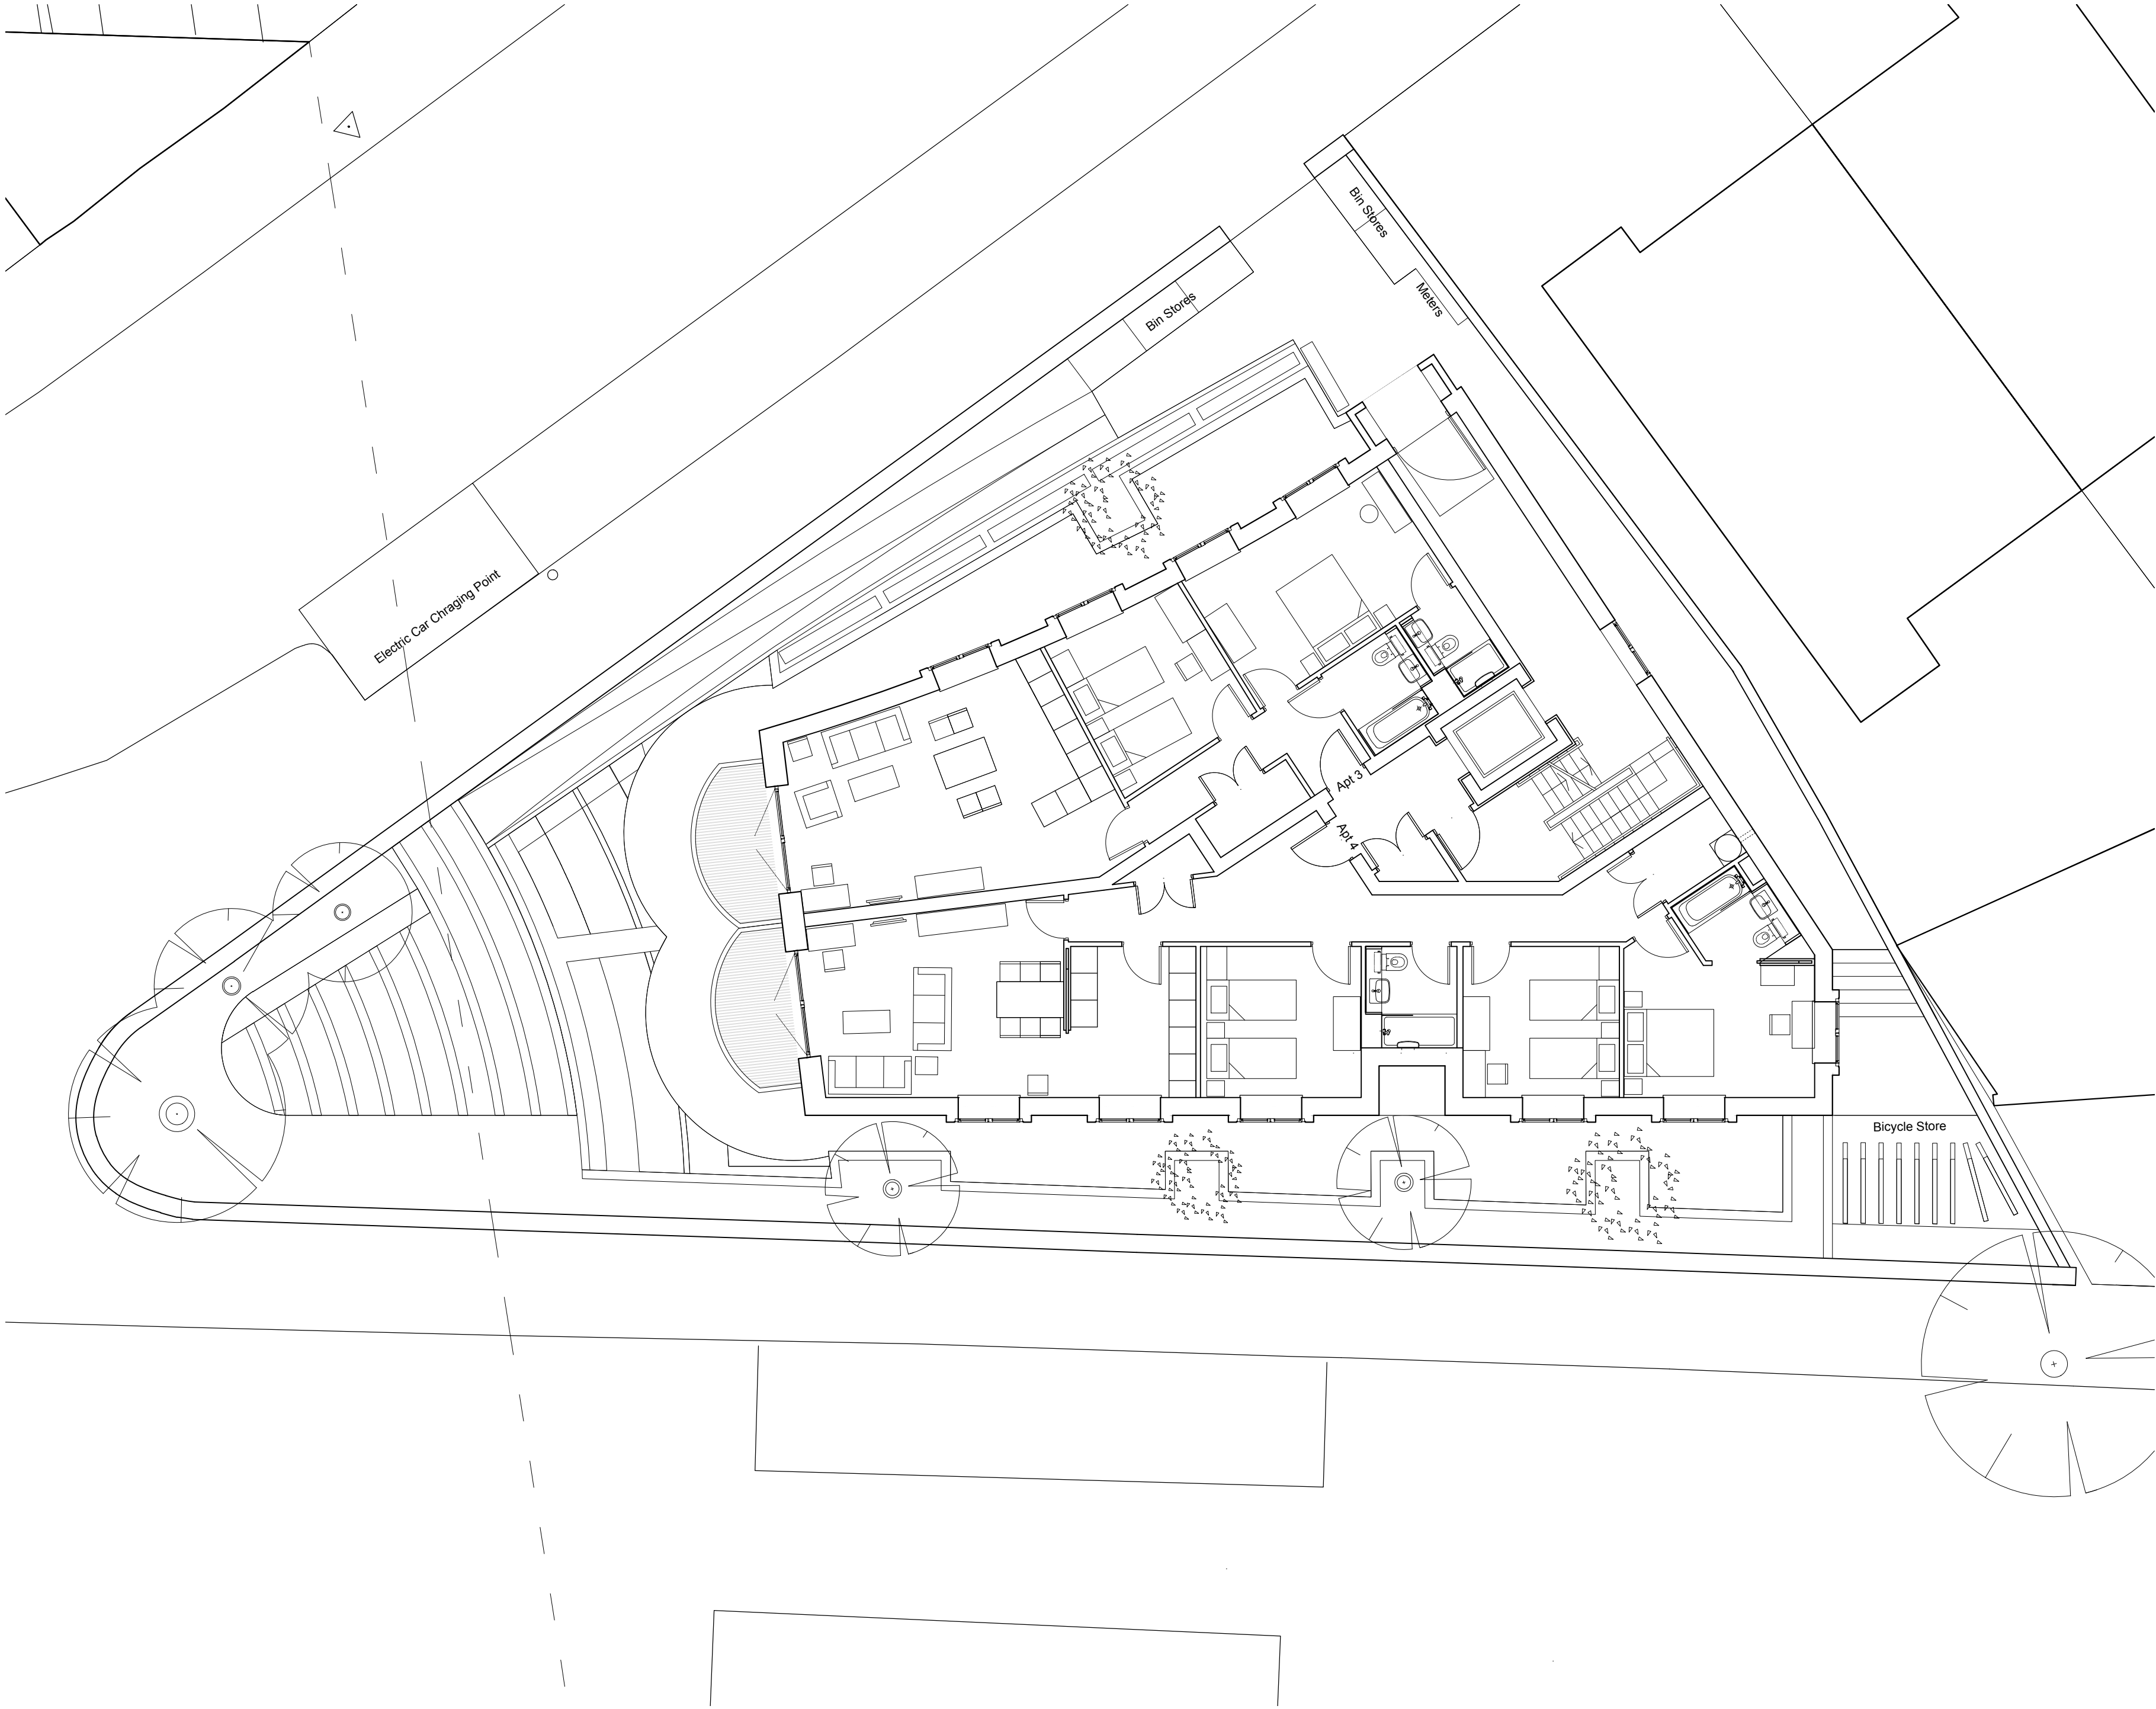 Bin Stores
Meters
Bin Stores
Electric Car Chraging Point
Apt 3
Apt 4
Bicycle Store